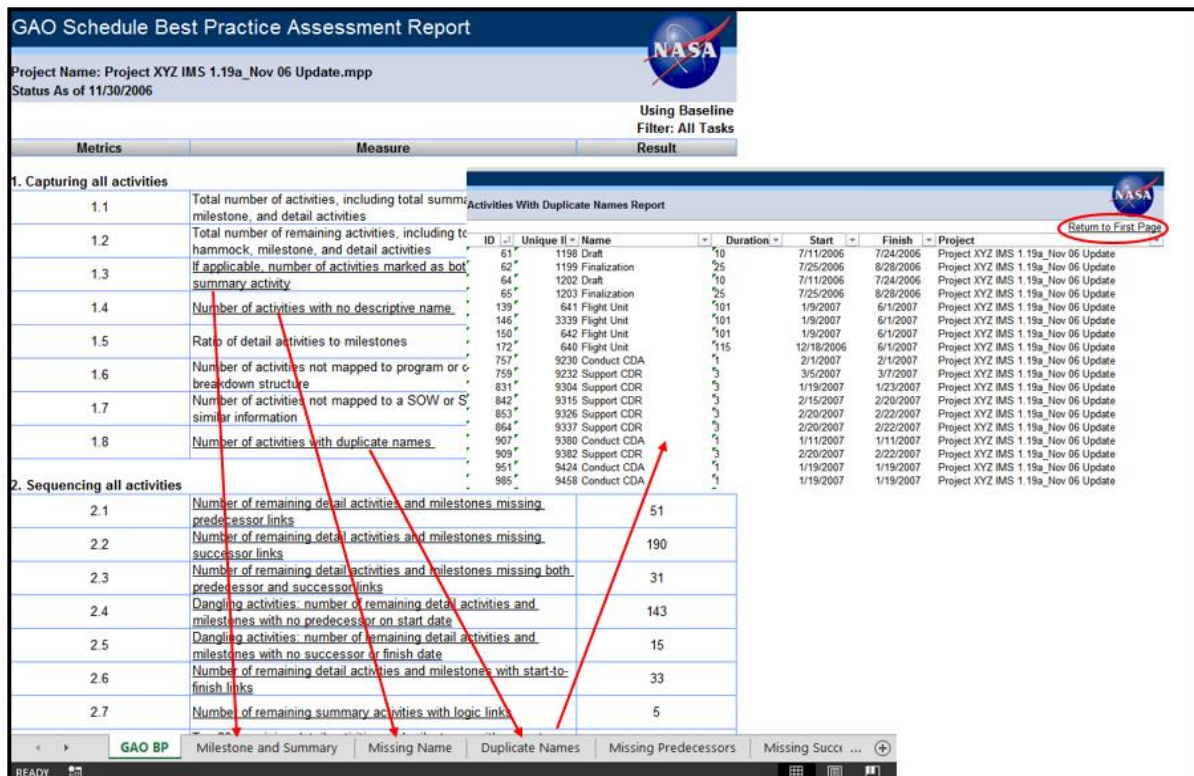 GAO Schedule Best Practice Assessment Report
NASA
Project Name: Project XYZ IMS 1.19a_Nov 06 Update.mpp
Status As of 11/30/2006
Using Baseline
Filter: All Tasks
Metrics Measure Result
1. Capturing all activities
1.1 Total number of activities, including total summa
milestone, and detail activities
1.2 Total number of remaining activities, including to
hammock, milestone, and detail activities
1.3 If applicable, number of activities marked as bot
summary activity
1.4 Number of activities with no descriptive name
1.5 Ratio of detail activities to milestones
1.6 Number of activities not mapped to program or c
breakdown structure
1.7 Number of activities not mapped to a SOW or S
similar information
1.8 Number of activities with duplicate names
NASA
Activities With Duplicate Names Report
Return to First Page
ID Unique I Name Duration Start Finish Project
61 1198 Draft 10 7/11/2006 7/24/2006 Project XYZ IMS 1.19a_Nov 06 Update
62 1199 Finalization 25 7/25/2006 8/28/2006 Project XYZ IMS 1.19a_Nov 06 Update
64 1202 Draft 10 7/11/2006 7/24/2006 Project XYZ IMS 1.19a_Nov 06 Update
65 1203 Finalization 25 7/25/2006 8/28/2006 Project XYZ IMS 1.19a_Nov 06 Update
139 641 Flight Unit 101 1/9/2007 6/1/2007 Project XYZ IMS 1.19a_Nov 06 Update
146 3339 Flight Unit 101 1/9/2007 6/1/2007 Project XYZ IMS 1.19a_Nov 06 Update
150 642 Flight Unit 101 1/9/2007 6/1/2007 Project XYZ IMS 1.19a_Nov 06 Update
172 640 Flight Unit 115 12/18/2006 6/1/2007 Project XYZ IMS 1.19a_Nov 06 Update
757 9230 Conduct CDA 1 2/1/2007 2/1/2007 Project XYZ IMS 1.19a_Nov 06 Update
759 9232 Support CDR 3 3/5/2007 3/7/2007 Project XYZ IMS 1.19a_Nov 06 Update
831 9304 Support CDR 3 1/19/2007 1/23/2007 Project XYZ IMS 1.19a_Nov 06 Update
842 9315 Support CDR 3 2/15/2007 2/20/2007 Project XYZ IMS 1.19a_Nov 06 Update
853 9326 Support CDR 3 2/20/2007 2/22/2007 Project XYZ IMS 1.19a_Nov 06 Update
864 9337 Support CDR 3 2/20/2007 2/22/2007 Project XYZ IMS 1.19a_Nov 06 Update
907 9380 Conduct CDA 1 1/11/2007 1/11/2007 Project XYZ IMS 1.19a_Nov 06 Update
909 9382 Support CDR 3 2/20/2007 2/22/2007 Project XYZ IMS 1.19a_Nov 06 Update
951 9424 Conduct CDA 1 1/19/2007 1/19/2007 Project XYZ IMS 1.19a_Nov 06 Update
985 9458 Conduct CDA 1 1/19/2007 1/19/2007 Project XYZ IMS 1.19a_Nov 06 Update
2. Sequencing all activities
2.1 Number of remaining detail activities and milestones missing
predecessor links 51
2.2 Number of remaining detail activities and milestones missing
successor links 190
2.3 Number of remaining detail activities and milestones missing both
predecessor and successor links 31
2.4 Dangling activities: number of remaining detail activities and
milestones with no predecessor on start date 143
2.5 Dangling activities: number of remaining detail activities and
milestones with no successor or finish date 15
2.6 Number of remaining detail activities and milestones with start-to-
finish links 33
2.7 Number of remaining summary activities with logic links 5
GAO BP Milestone and Summary Missing Name Duplicate Names Missing Predecessors Missing Succe ...
READY